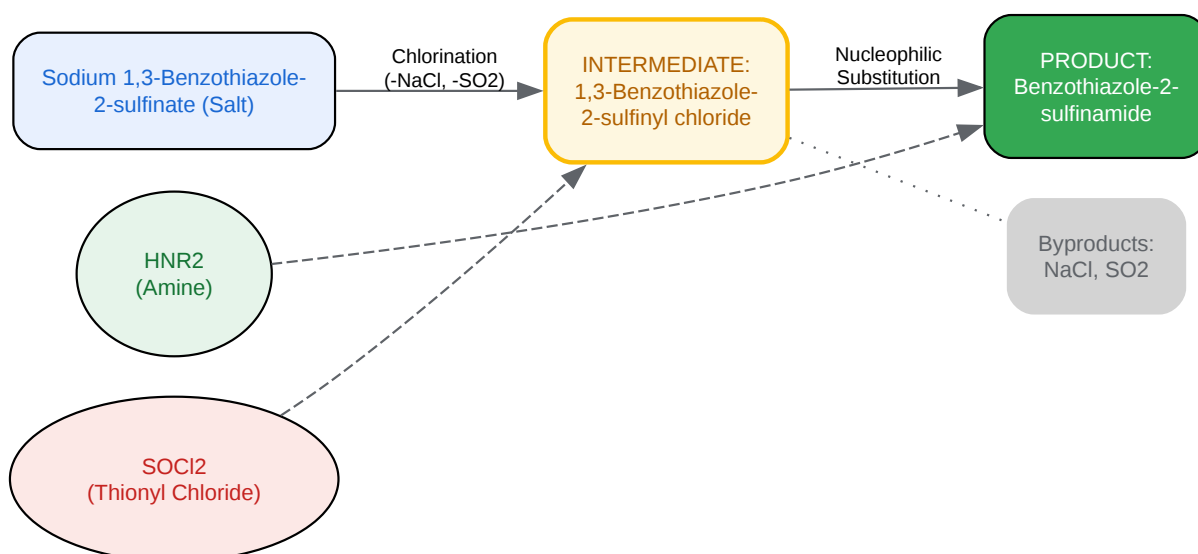 Sodium 1,3-Benzothiazole-
2-sulfinate (Salt)
Chlorination
(-NaCl, -SO2)
INTERMEDIATE:
1,3-Benzothiazole-
2-sulfinyl chloride
Nucleophilic
Substitution
PRODUCT:
Benzothiazole-2-
sulfinamide
HNR2
(Amine)
Byproducts:
NaCl, SO2
SOCl2
(Thionyl Chloride)